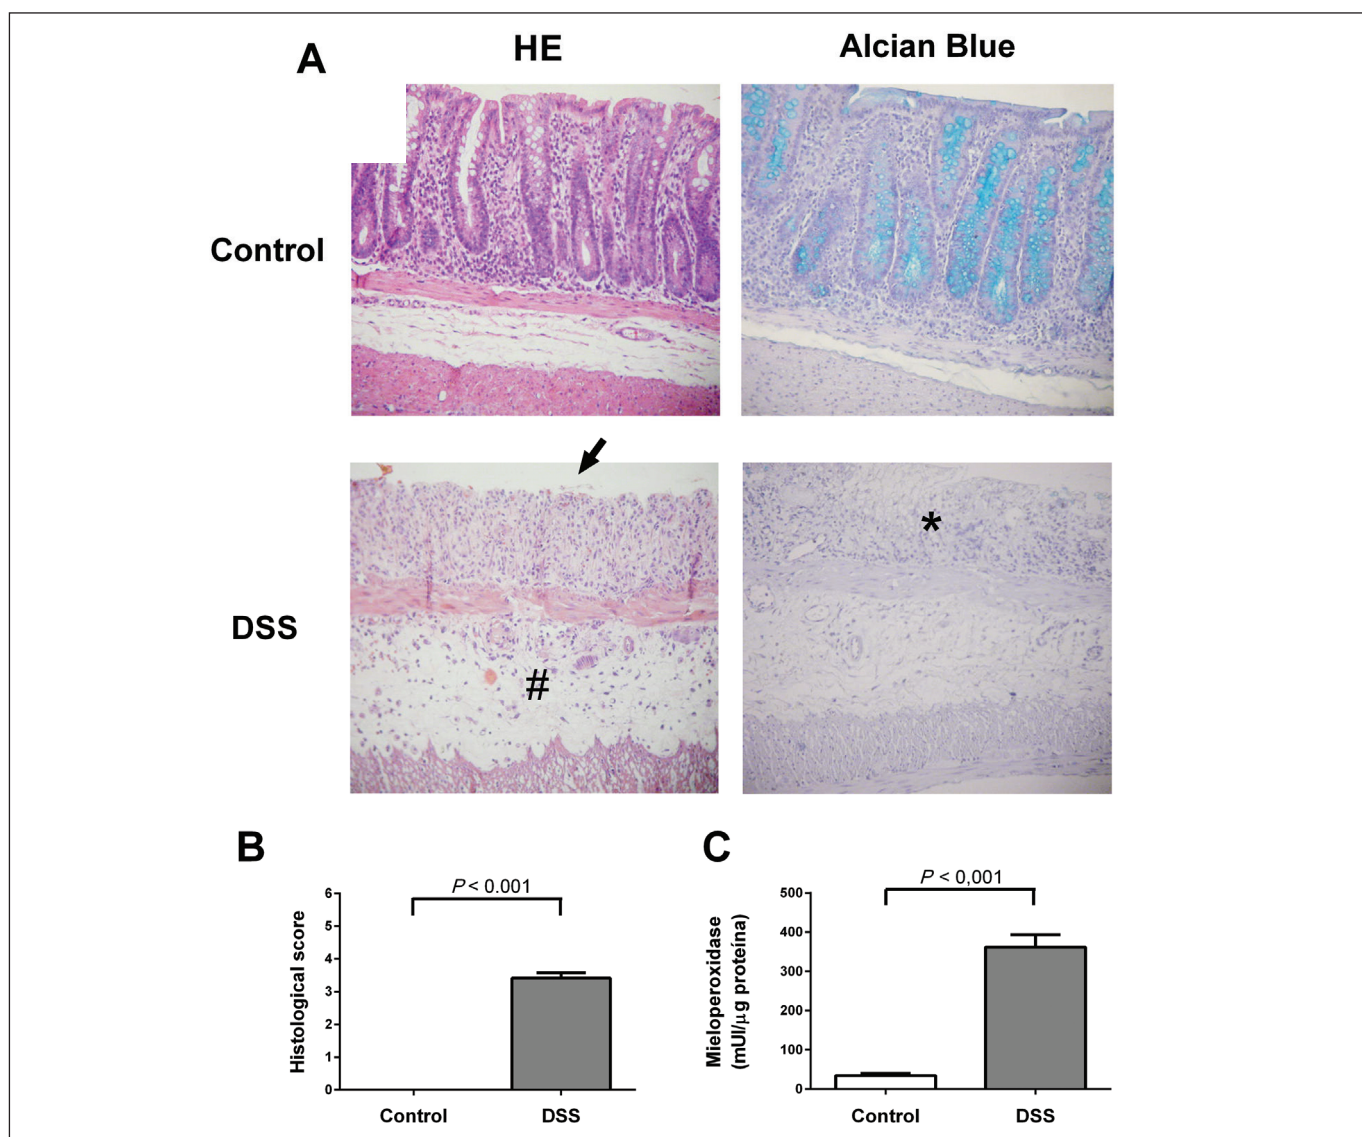 A
HE
Alcian Blue
Control
DSS
*
#
B
P < 0.001
Histological score
6
5
4
3
2
1
0
Control
DSS
C
P < 0,001
Mieloperoxidase
(mUI/µg proteína)
500
400
300
200
100
0
Control
DSS